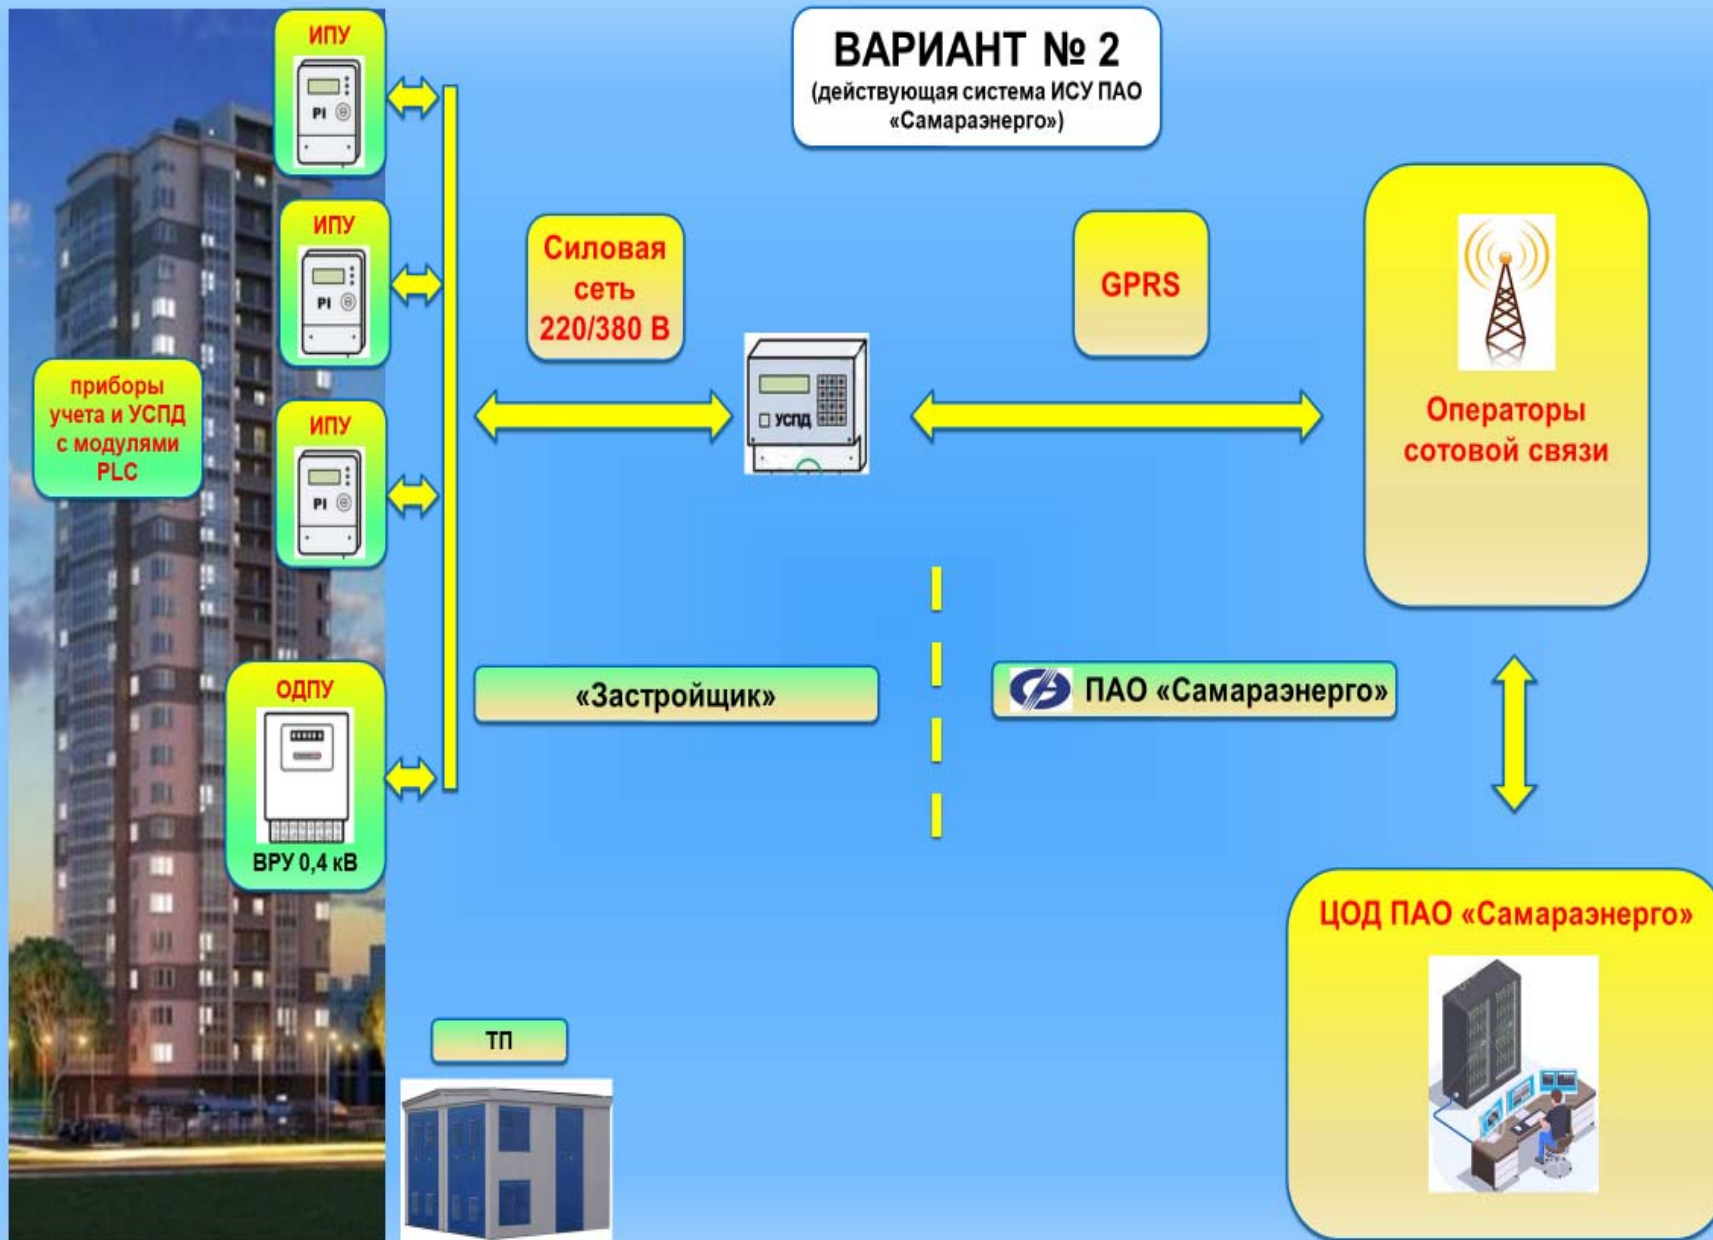 ВАРИАНТ № 2
(действующая система ИСУ ПАО
«Самараэнерго»)
ИПУ
PI
ИПУ
PI
ИПУ
PI
приборы
учета и УСПД
с модулями
PLC
Силовая
сеть
220/380 В
УСПД
GPRS
Операторы
сотовой связи
«Застройщик»
ПАО «Самараэнерго»
ОДПУ
ВРУ 0,4 кВ
ЦОД ПАО «Самараэнерго»
ТП